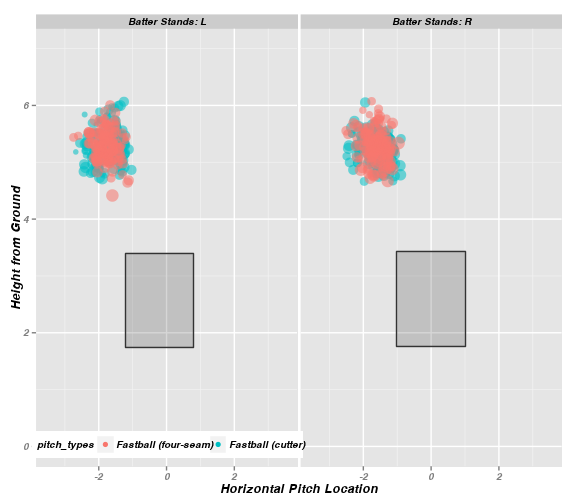 Batter Stands: L
Batter Stands: R
Height from Ground
6
4
2
0
pitch_types Fastball (four-seam) Fastball (cutter)
-2 0 2 -2 0 2
Horizontal Pitch Location